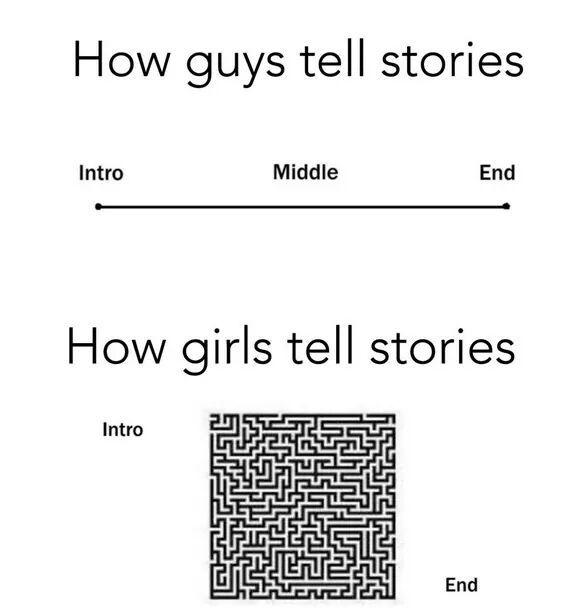 How guys tell stories
Intro Middle End
How girls tell stories
Intro
End